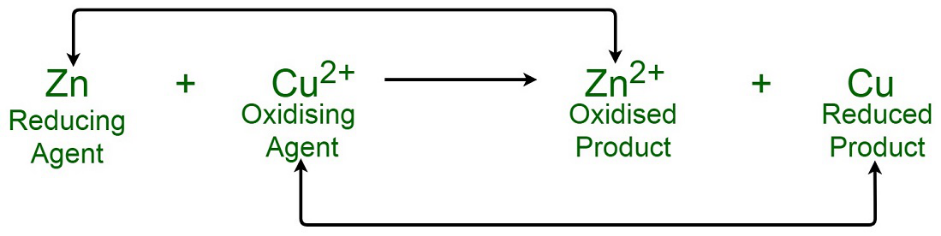 Zn + Cu²⁺ ⟶ Zn²⁺ + Cu
Reducing Oxidising Oxidised Reduced
Agent Agent Product Product